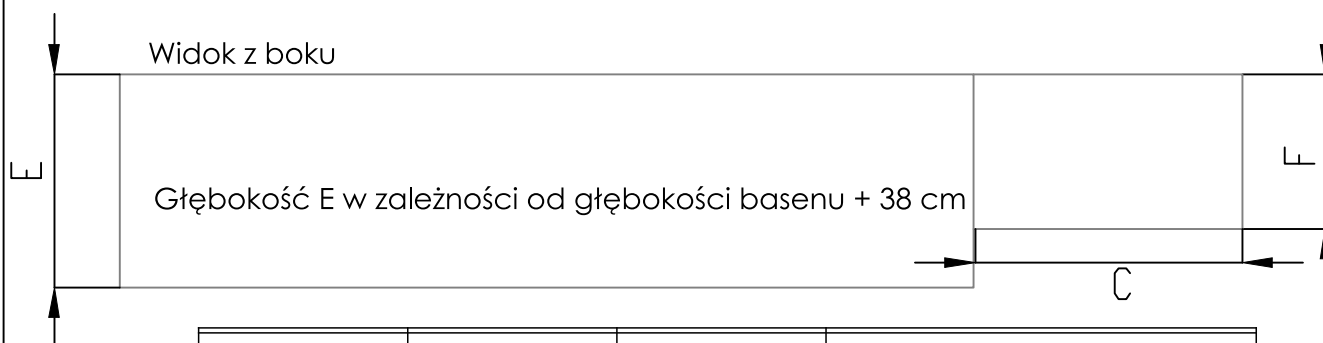 Widok z boku
E
F
Głębokość E w zależności od głębokości basenu + 38 cm
C